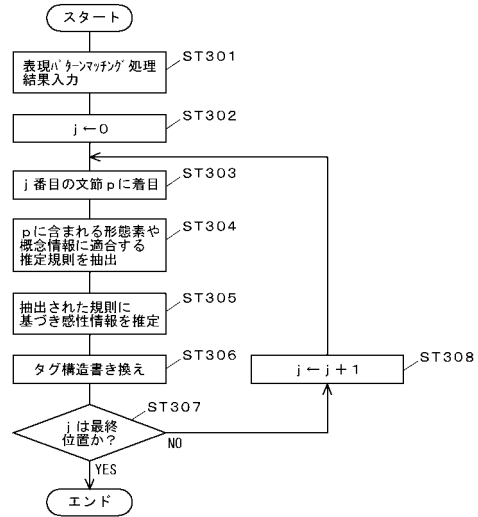 スタート
表現パターンマッチング処理
結果入力
ST301
j←0
ST302
j番目の文節pに着目
ST303
pに含まれる形態素や
概念情報に適合する
推定規則を抽出
ST304
抽出された規則に
基づき感性情報を推定
ST305
タグ構造書き換え
ST306
jは最終
位置か?
ST307
NO
YES
j←j+1
ST308
エンド